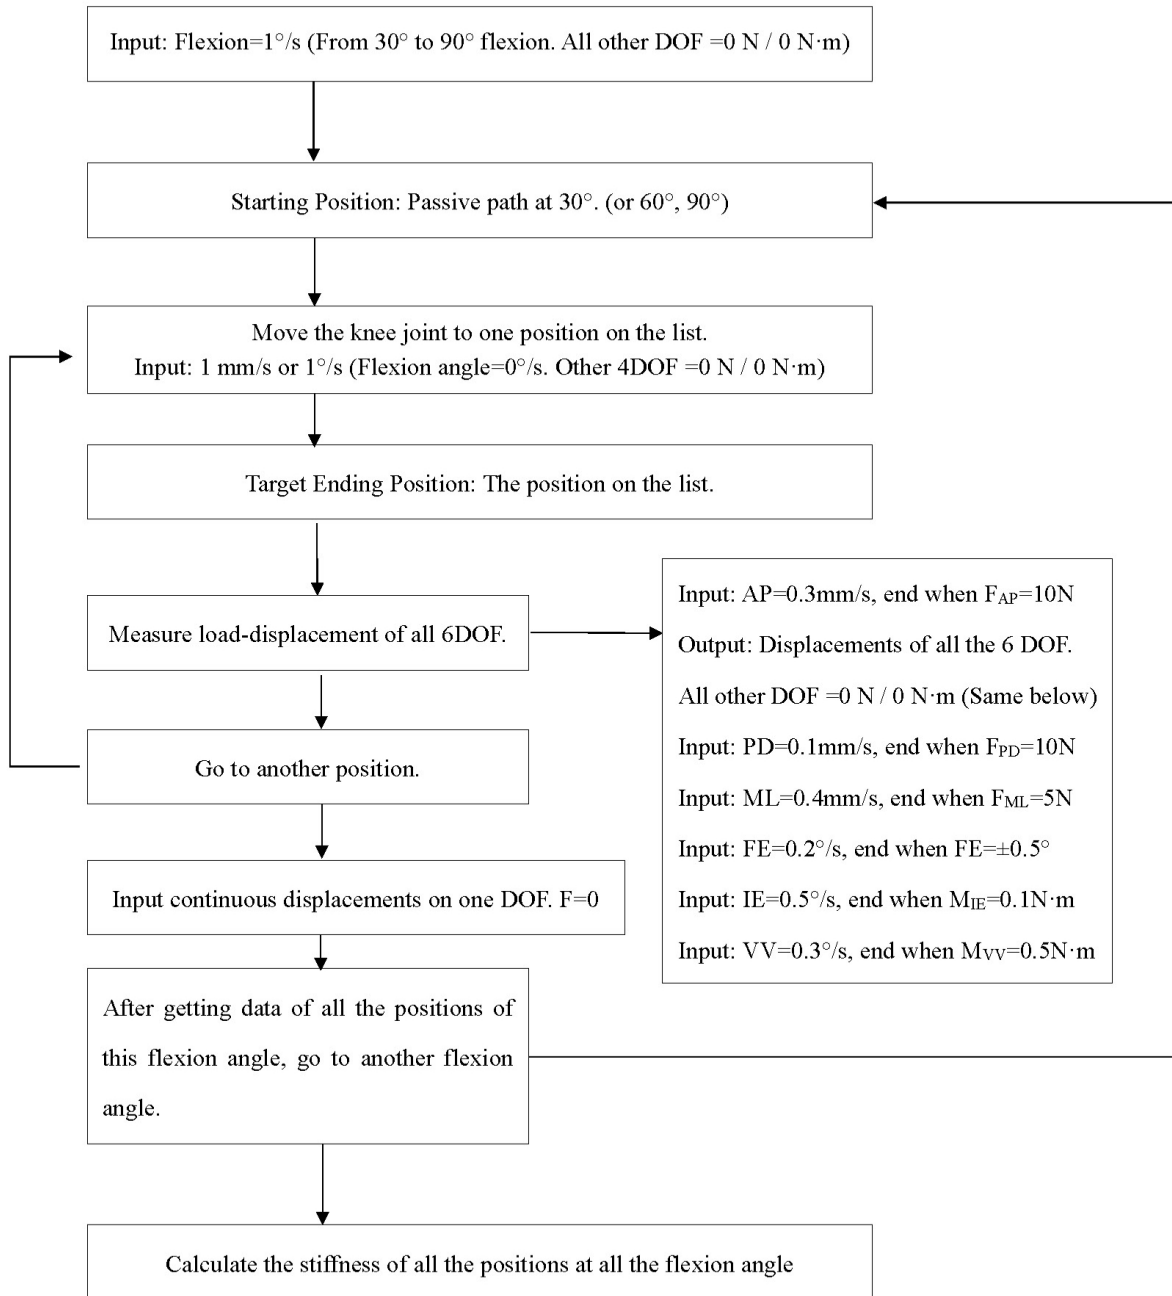 Input: Flexion=1°/s (From 30° to 90° flexion. All other DOF =0 N / 0 N·m)
Starting Position: Passive path at 30°. (or 60°, 90°)
Move the knee joint to one position on the list.
Input: 1 mm/s or 1°/s (Flexion angle=0°/s. Other 4DOF =0 N / 0 N·m)
Target Ending Position: The position on the list.
Measure load-displacement of all 6DOF.
Input: AP=0.3mm/s, end when FAP=10N
Output: Displacements of all the 6 DOF.
All other DOF =0 N / 0 N·m (Same below)
Input: PD=0.1mm/s, end when FPD=10N
Input: ML=0.4mm/s, end when FML=5N
Input: FE=0.2°/s, end when FE=±0.5°
Input: IE=0.5°/s, end when MIE=0.1N·m
Input: VV=0.3°/s, end when MVV=0.5N·m
Go to another position.
Input continuous displacements on one DOF. F=0
After getting data of all the positions of
this flexion angle, go to another flexion
angle.
Calculate the stiffness of all the positions at all the flexion angle